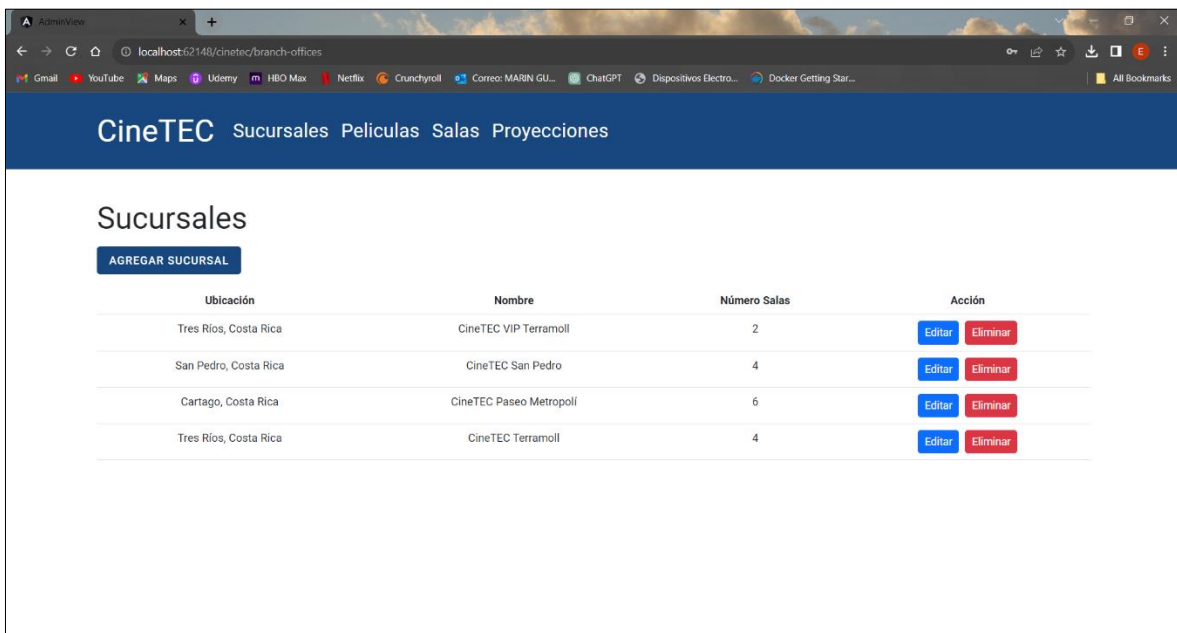 AdminView
localhost:62148/cinetec/branch-offices
E
Gmail YouTube Maps Udemy HBO Max Netflix Crunchyroll Correo: MARIN GU... ChatGPT Dispositivos Electro... Docker Getting Star... All Bookmarks
CineTEC Sucursales Peliculas Salas Proyecciones
Sucursales
AGREGAR SUCURSAL
Ubicación Nombre Número Salas Acción
Tres Ríos, Costa Rica CineTEC VIP Terramoll 2 Editar Eliminar
San Pedro, Costa Rica CineTEC San Pedro 4 Editar Eliminar
Cartago, Costa Rica CineTEC Paseo Metropolí 6 Editar Eliminar
Tres Ríos, Costa Rica CineTEC Terramoll 4 Editar Eliminar